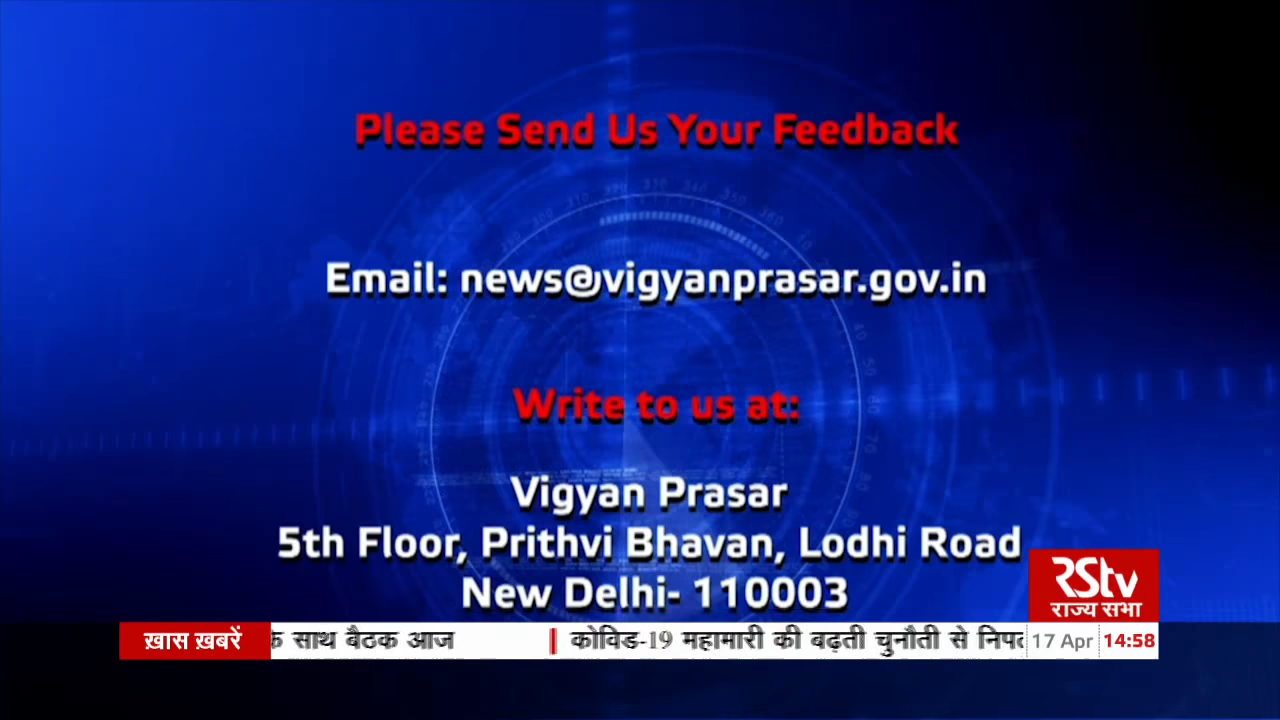 Please Send Us Your Feedback
Email: news@vigyanprasar.gov.in
Write to us at:
Vigyan Prasar
5th Floor, Prithvi Bhavan, Lodhi Road
New Delhi- 110003
RStv
राज्य सभा
ख़ास ख़बरें
साथ बैठक आज | कोविड-19 महामारी की बढ़ती चुनौती से
17 Apr 14:58